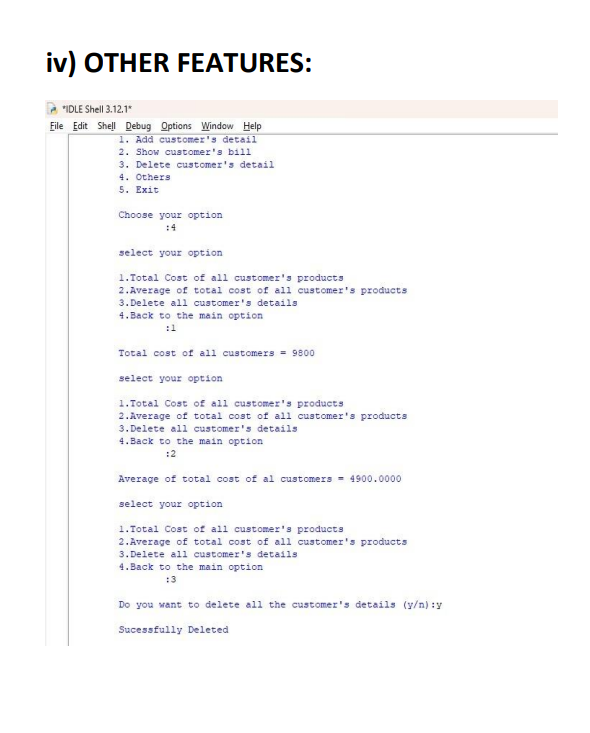 iv) OTHER FEATURES:
*IDLE Shell 3.12.1*
File Edit Shell Debug Options Window Help
1. Add customer's detail
2. Show customer's bill
3. Delete customer's detail
4. Others
5. Exit
Choose your option
:4
select your option
1.Total Cost of all customer's products
2.Average of total cost of all customer's products
3.Delete all customer's details
4.Back to the main option
:1
Total cost of all customers = 9800
select your option
1.Total Cost of all customer's products
2.Average of total cost of all customer's products
3.Delete all customer's details
4.Back to the main option
:2
Average of total cost of al customers = 4900.0000
select your option
1.Total Cost of all customer's products
2.Average of total cost of all customer's products
3.Delete all customer's details
4.Back to the main option
:3
Do you want to delete all the customer's details (y/n):y
Sucessfully Deleted